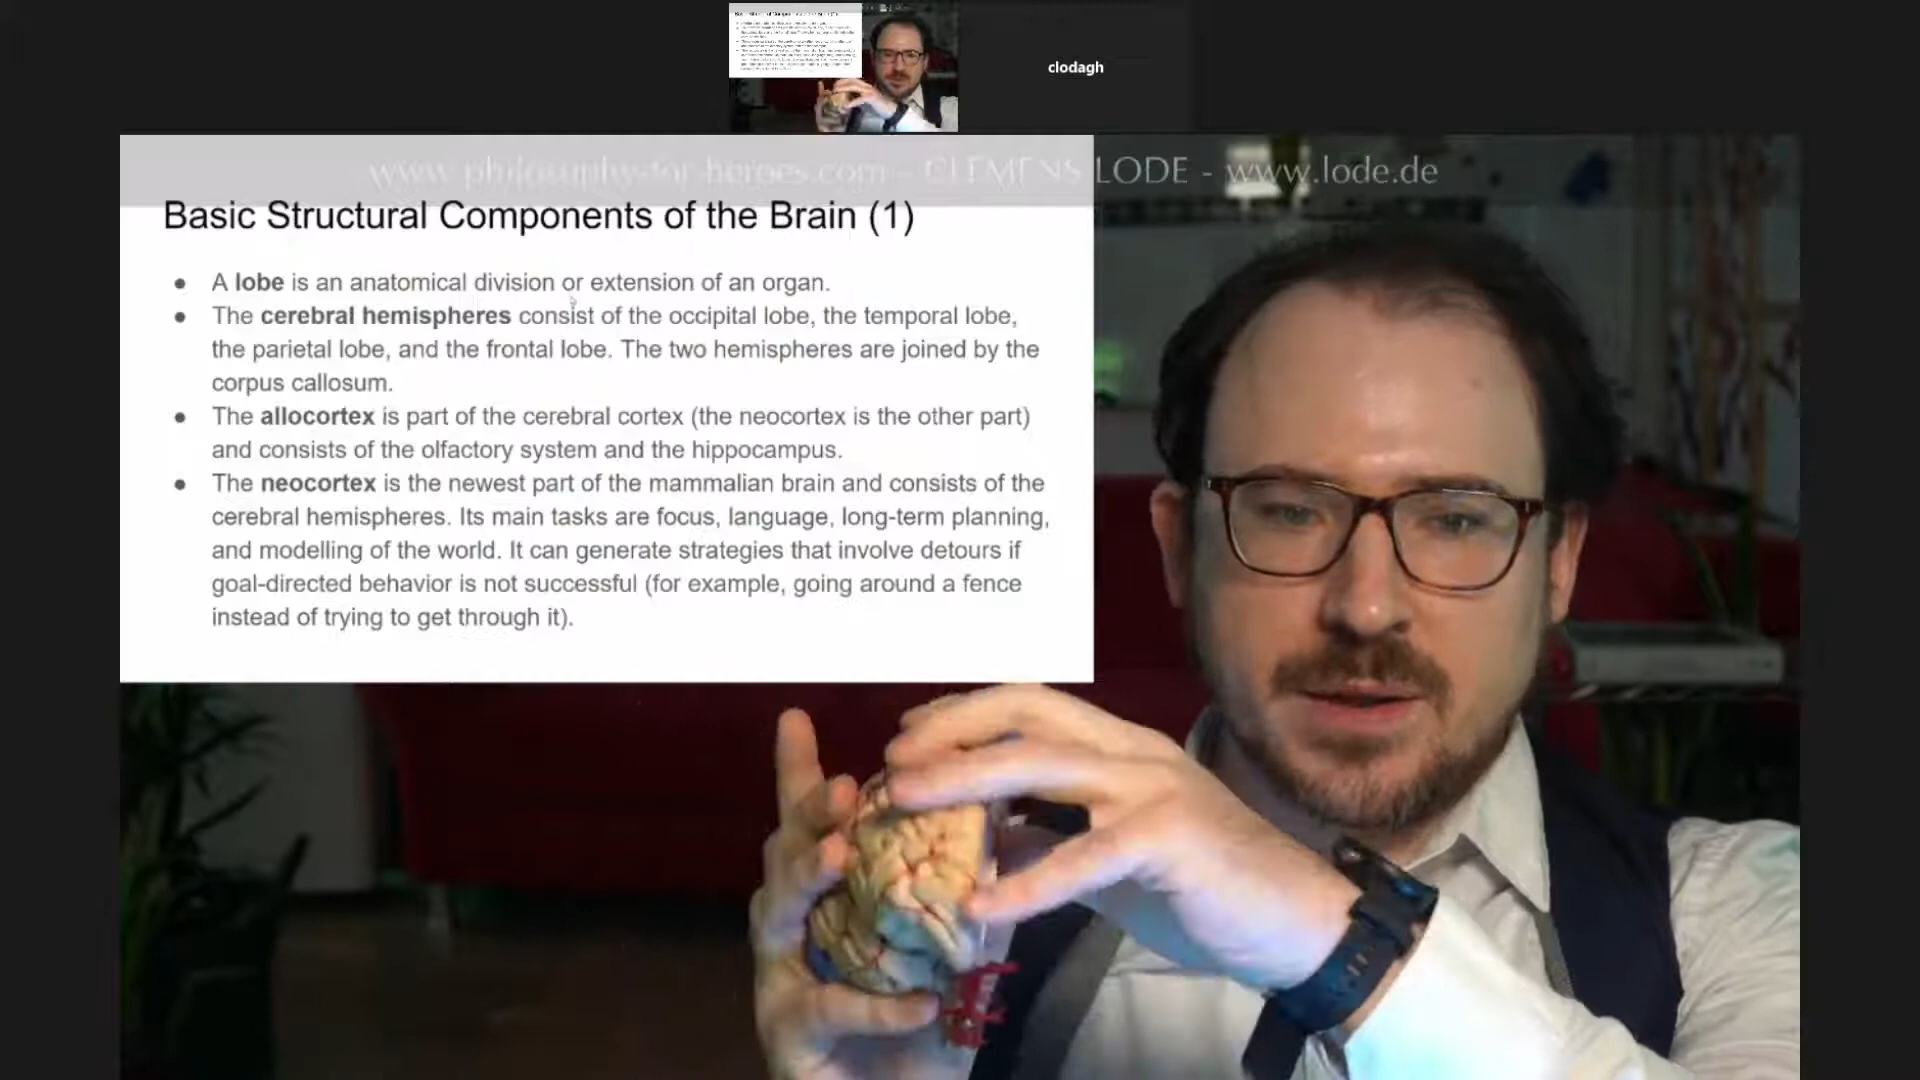 clodagh
www.philosophy-for-heroes.com - CLEMENS LODE - www.lode.de
Basic Structural Components of the Brain (1)
● A lobe is an anatomical division or extension of an organ.
● The cerebral hemispheres consist of the occipital lobe, the temporal lobe,
the parietal lobe, and the frontal lobe. The two hemispheres are joined by the
corpus callosum.
● The allocortex is part of the cerebral cortex (the neocortex is the other part)
and consists of the olfactory system and the hippocampus.
● The neocortex is the newest part of the mammalian brain and consists of the
cerebral hemispheres. Its main tasks are focus, language, long-term planning,
and modelling of the world. It can generate strategies that involve detours if
goal-directed behavior is not successful (for example, going around a fence
instead of trying to get through it).